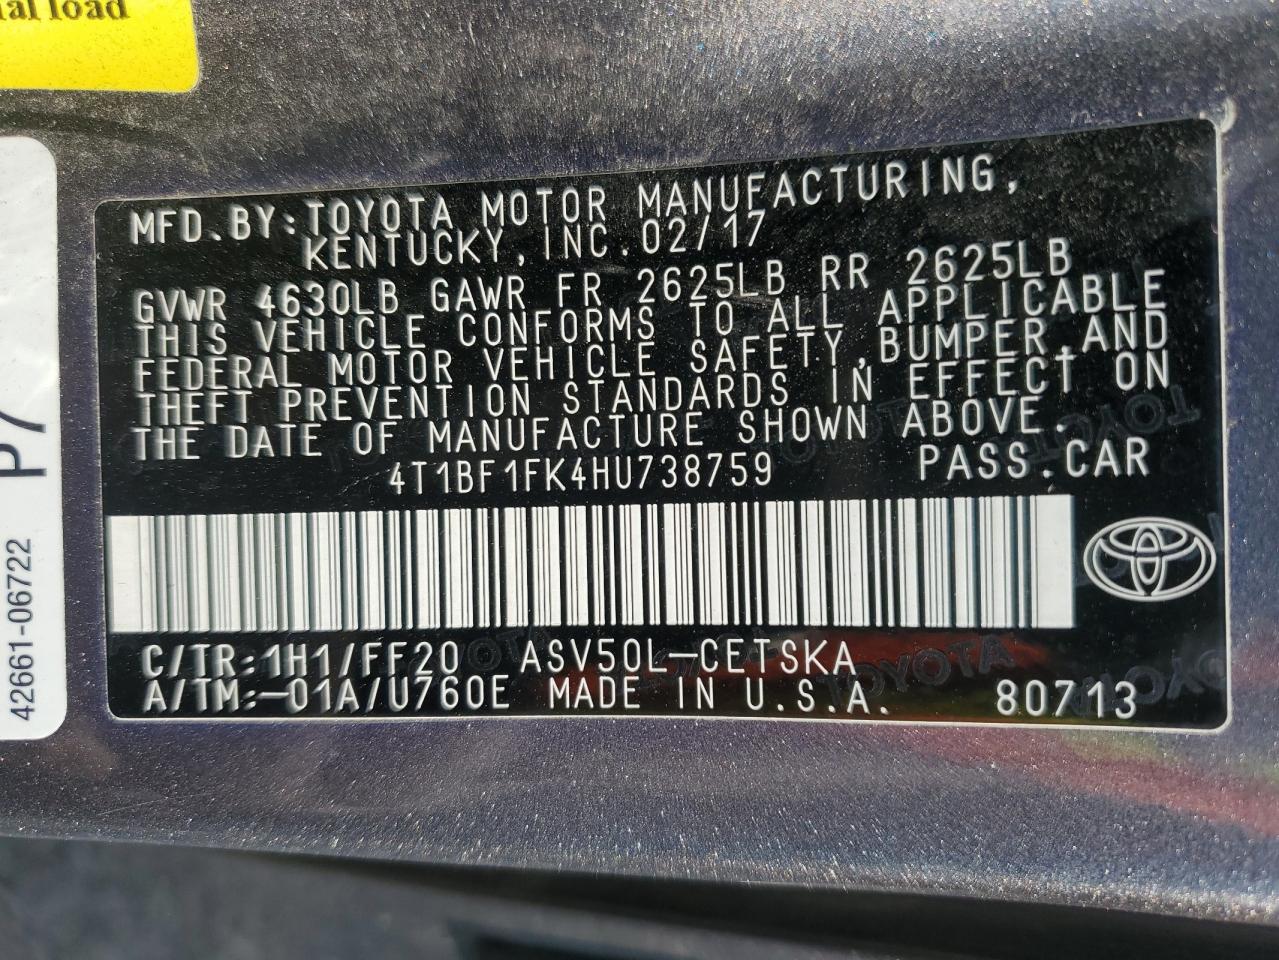 nal load
MFD.BY:TOYOTA MOTOR MANUFACTURING,
KENTUCKY,INC.02/17
GVWR 4630LB GAWR FR 2625LB RR 2625LB
THIS VEHICLE CONFORMS TO ALL APPLICABLE
FEDERAL MOTOR VEHICLE SAFETY,BUMPER,AND
THEFT PREVENTION STANDARDS IN EFFECT ON
THE DATE OF MANUFACTURE SHOWN ABOVE.
4T1BF1FK4HU738759 PASS.CAR
C/TR:1H1/FF20 ASV50L-CETSKA
A/TM:-01A/U760E MADE IN U.S.A. 80713
P7
42661-06722
TOYOTA
TOYOTA